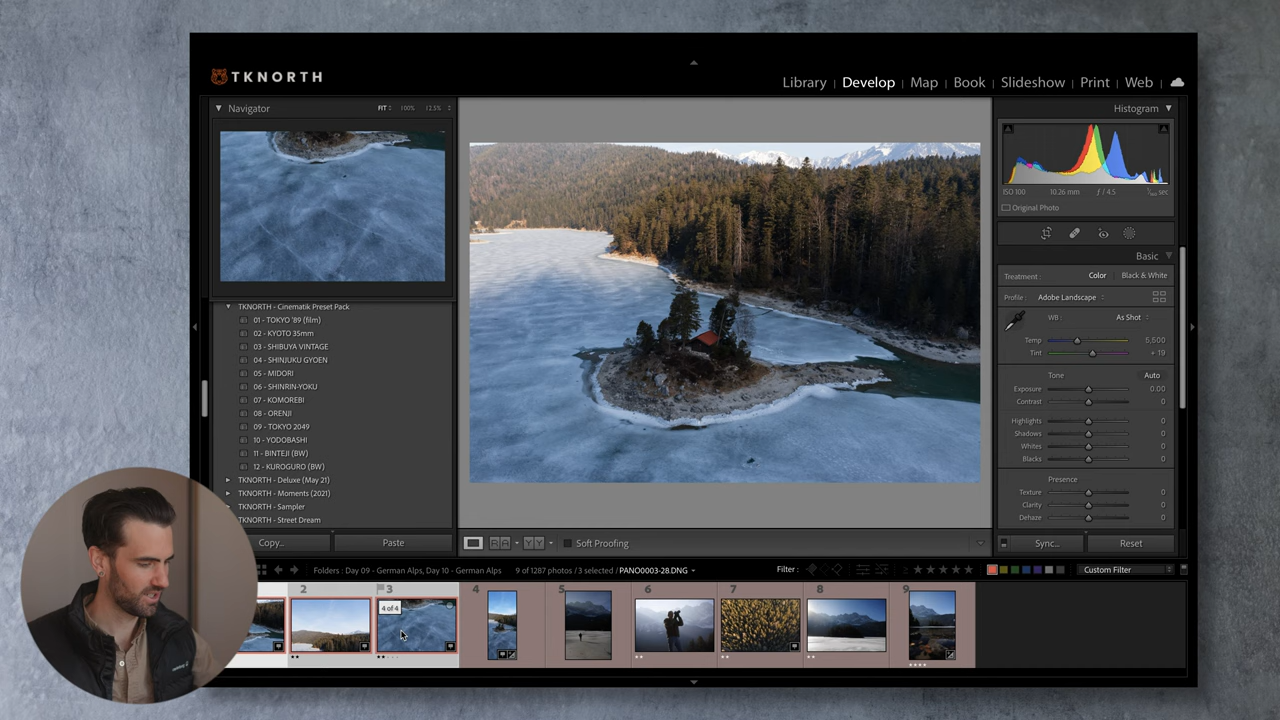 TKNORTH
Library | Develop | Map | Book | Slideshow | Print | Web
Navigator
FIT
100%
12.5%
Histogram
ISO 100
10.26 mm
ƒ / 4.5
sec
Original Photo
Basic
Treatment :
Color
Black & White
Profile :
Adobe Landscape
WB :
As Shot
Temp
5,500
Tint
+ 19
Tone
Auto
Exposure
0.00
Contrast
0
Highlights
0
Shadows
0
Whites
0
Blacks
0
Presence
Texture
0
Clarity
0
Dehaze
0
TKNORTH - Cinematik Preset Pack
01 - TOKYO '89 (film)
02 - KYOTO 35mm
03 - SHIBUYA VINTAGE
04 - SHINJUKU GYOEN
05 - MIDORI
06 - SHINRIN-YOKU
07 - KOMOREBI
08 - ORENJI
09 - TOKYO 2049
10 - YODOBASHI
11 - BINTEJI (BW)
12 - KUROGURO (BW)
TKNORTH - Deluxe (May 21)
TKNORTH - Moments (2021)
TKNORTH - Sampler
TKNORTH - Street Dream
Copy...
Paste
RA
YY
Soft Proofing
Sync...
Reset
Folders : Day 09 - German Alps, Day 10 - German Alps
9 of 1287 photos / 3 selected / PANO0003-28.DNG
Filter :
Custom Filter
2
3
4
5
6
7
8
9
4 of 4